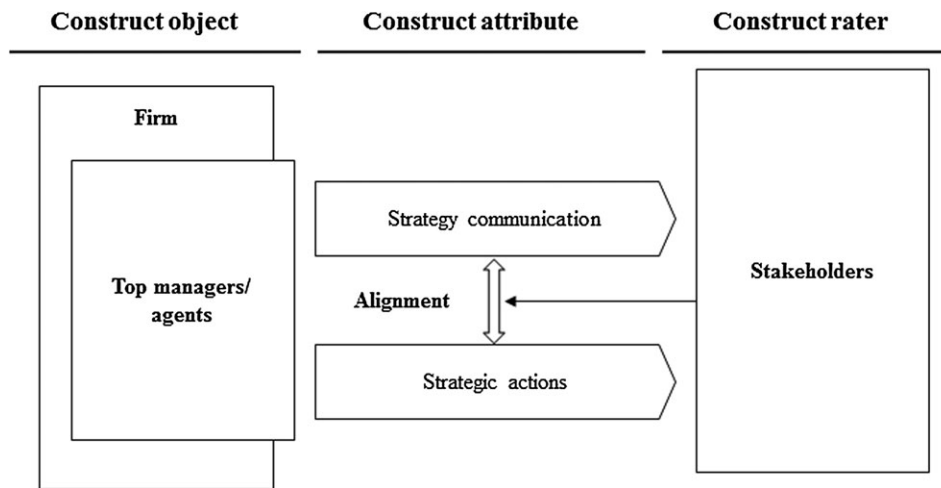 Construct object
Construct attribute
Construct rater
Firm
Top managers/
agents
Strategy communication
Alignment
Strategic actions
Stakeholders